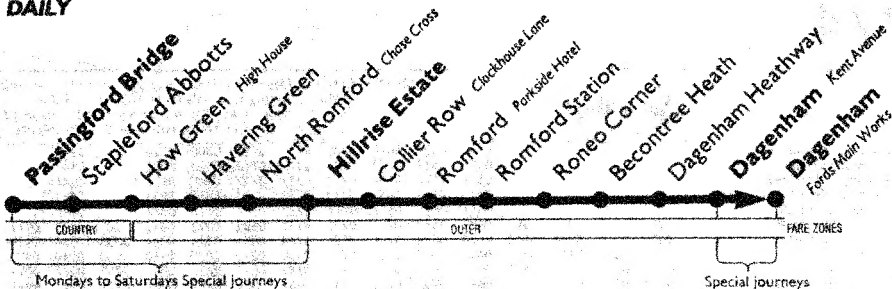 DAILY
Passingford Bridge
Stapleford Abbotts
How Green High House
Havering Green
North Romford Chase Cross
Hillrise Estate
Collier Row Clockhouse Lane
Romford Parkside Hotel
Romford Station
Roneo Corner
Becontree Heath
Dagenham Heathway
Dagenham Kent Avenue
Dagenham
Fords Main Works
COUNTRY
OUTER
FARE ZONES
Mondays to Saturdays Special journeys
Special journeys